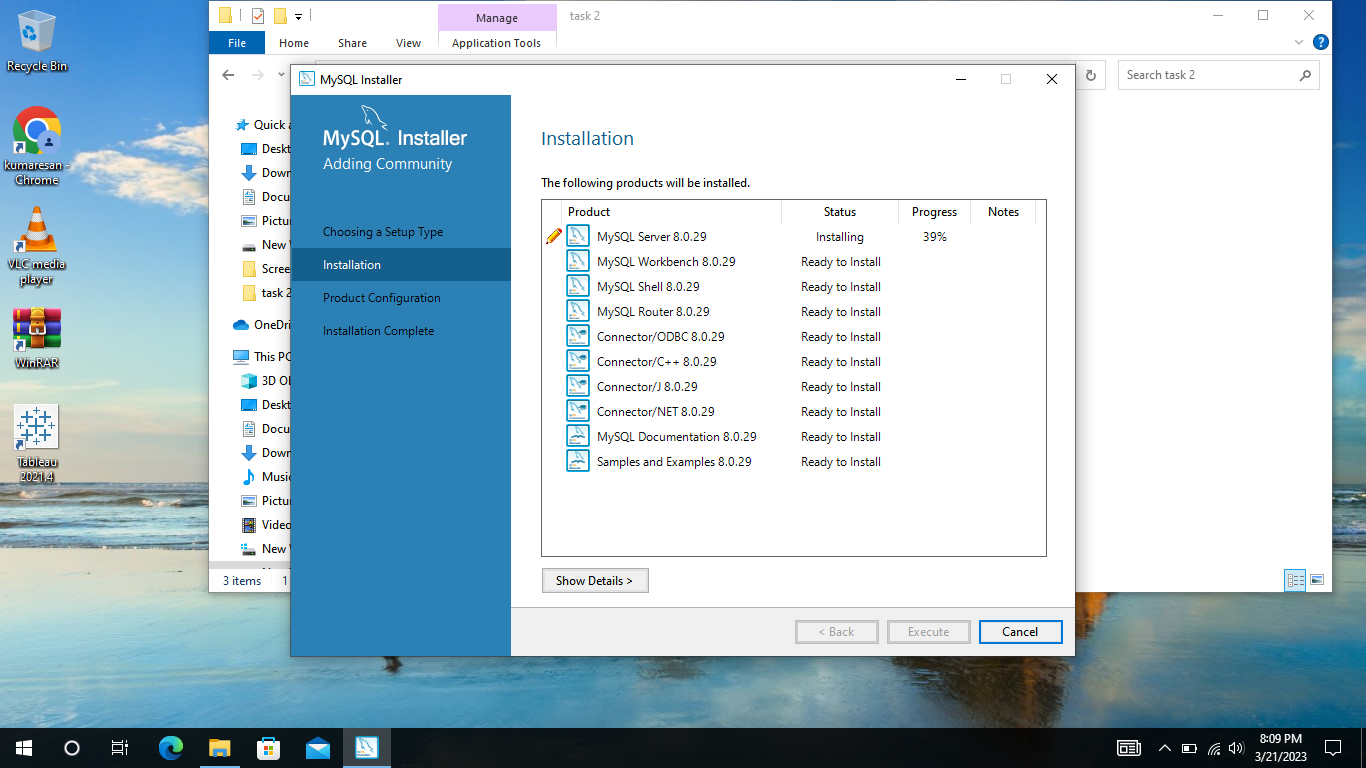 Recycle Bin
kumaresan -
Chrome
VLC media
player
WinRAR
Tableau
2021.4
Manage
task 2
File
Home
Share
View
Application Tools
Search task 2
Quick a
Deskt
Down
Docu
Pictur
New W
Scree
task 2
OneDri
This PC
3D Ob
Deskt
Docu
Down
Music
Pictur
Video
New V
3 items
1
MySQL Installer
MySQL. Installer
Adding Community
Choosing a Setup Type
Installation
Product Configuration
Installation Complete
Installation
The following products will be installed.
Product Status Progress Notes
MySQL Server 8.0.29 Installing 39%
MySQL Workbench 8.0.29 Ready to Install
MySQL Shell 8.0.29 Ready to Install
MySQL Router 8.0.29 Ready to Install
Connector/ODBC 8.0.29 Ready to Install
Connector/C++ 8.0.29 Ready to Install
Connector/J 8.0.29 Ready to Install
Connector/NET 8.0.29 Ready to Install
MySQL Documentation 8.0.29 Ready to Install
Samples and Examples 8.0.29 Ready to Install
Show Details >
< Back
Execute
Cancel
8:09 PM
3/21/2023